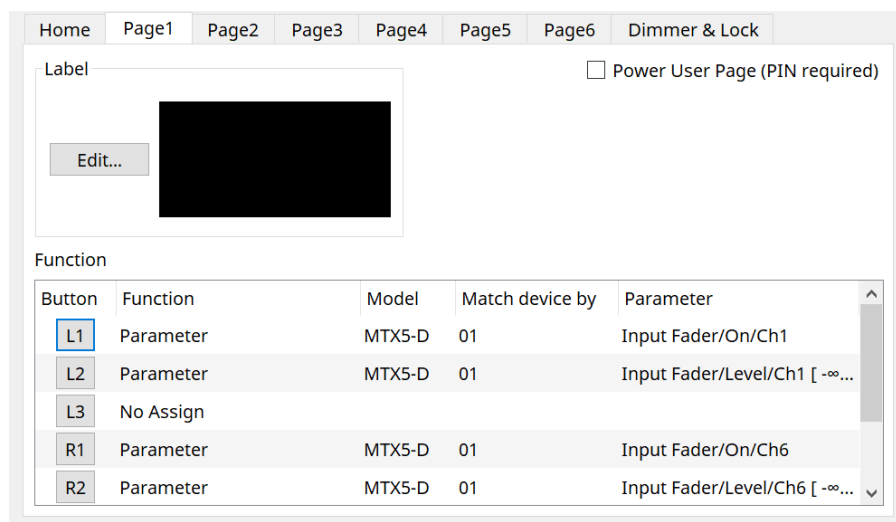 Home Page1 Page2 Page3 Page4 Page5 Page6 Dimmer & Lock
Label
Power User Page (PIN required)
Edit...
Function
Button Function Model Match device by Parameter
L1 Parameter MTX5-D 01 Input Fader/On/Ch1
L2 Parameter MTX5-D 01 Input Fader/Level/Ch1 [ -∞...
L3 No Assign
R1 Parameter MTX5-D 01 Input Fader/On/Ch6
R2 Parameter MTX5-D 01 Input Fader/Level/Ch6 [ -∞...